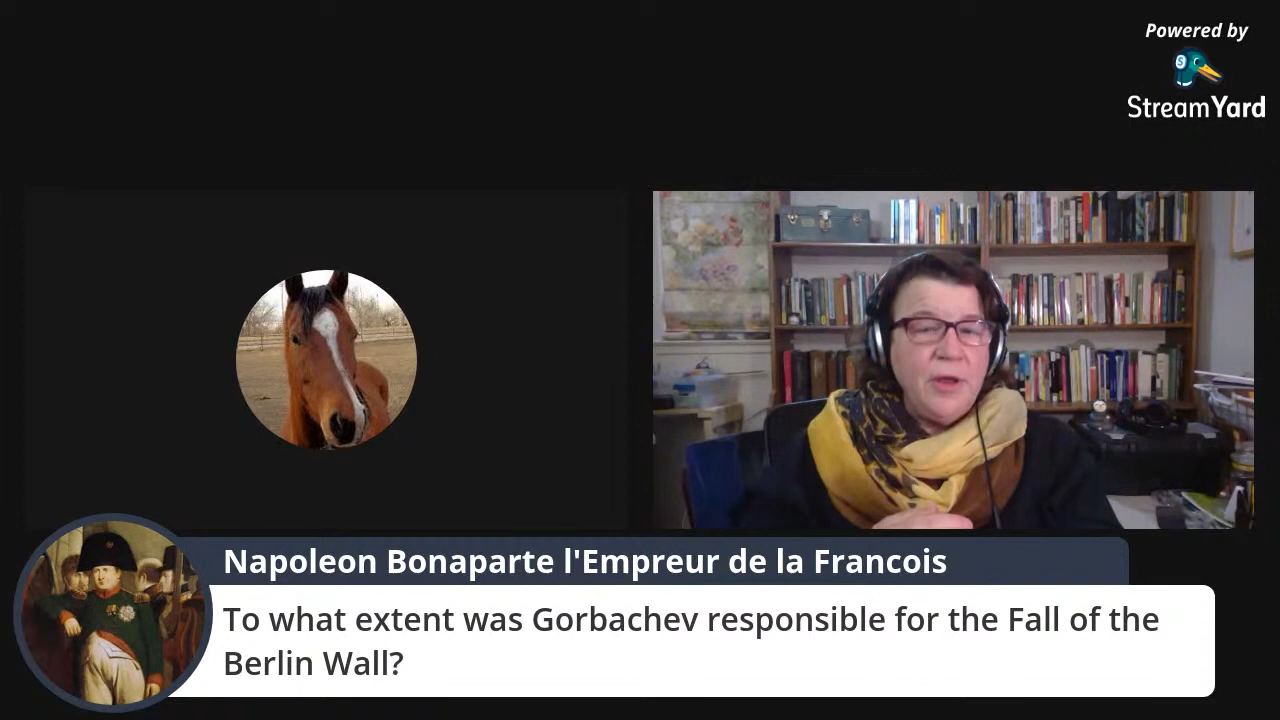 Powered by
StreamYard
Napoleon Bonaparte l'Empreur de la Francois
To what extent was Gorbachev responsible for the Fall of the
Berlin Wall?